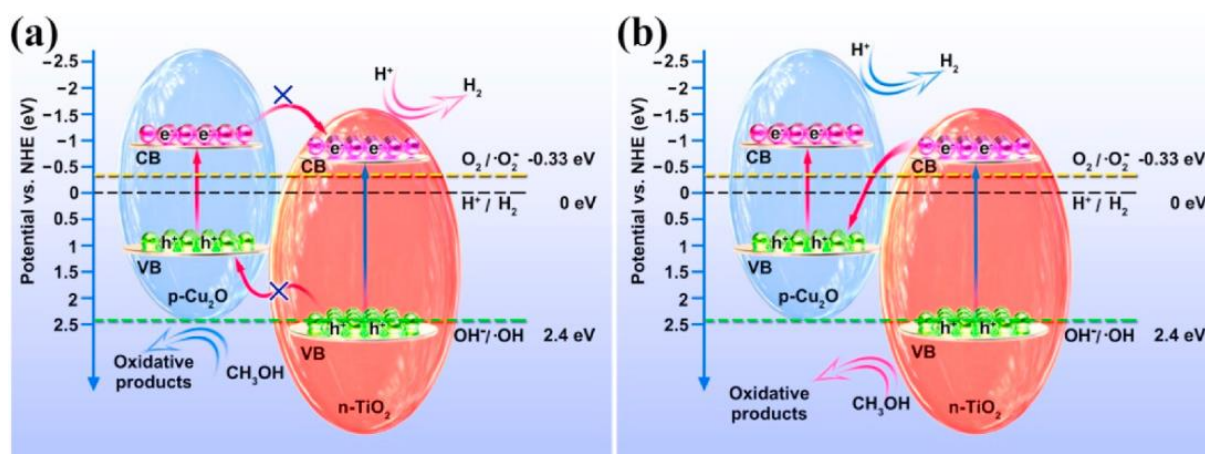 (a)
Potential vs. NHE (eV)
-2.5
-2
-1.5
-1
-0.5
0
0.5
1
1.5
2
2.5
e⁻ e⁻
CB
h⁺ h⁺
VB
p-Cu₂O
H⁺
H₂
e⁻ e⁻
CB
O₂/·O₂⁻ -0.33 eV
H⁺/ H₂ 0 eV
h⁺ h⁺
VB
OH⁻/·OH 2.4 eV
n-TiO₂
Oxidative
products
CH₃OH
(b)
Potential vs. NHE (eV)
-2.5
-2
-1.5
-1
-0.5
0
0.5
1
1.5
2
2.5
e⁻ e⁻
CB
h⁺ h⁺
VB
p-Cu₂O
H⁺
H₂
e⁻ e⁻
CB
O₂/·O₂⁻ -0.33 eV
H⁺/ H₂ 0 eV
h⁺ h⁺
VB
OH⁻/·OH 2.4 eV
n-TiO₂
Oxidative
products
CH₃OH